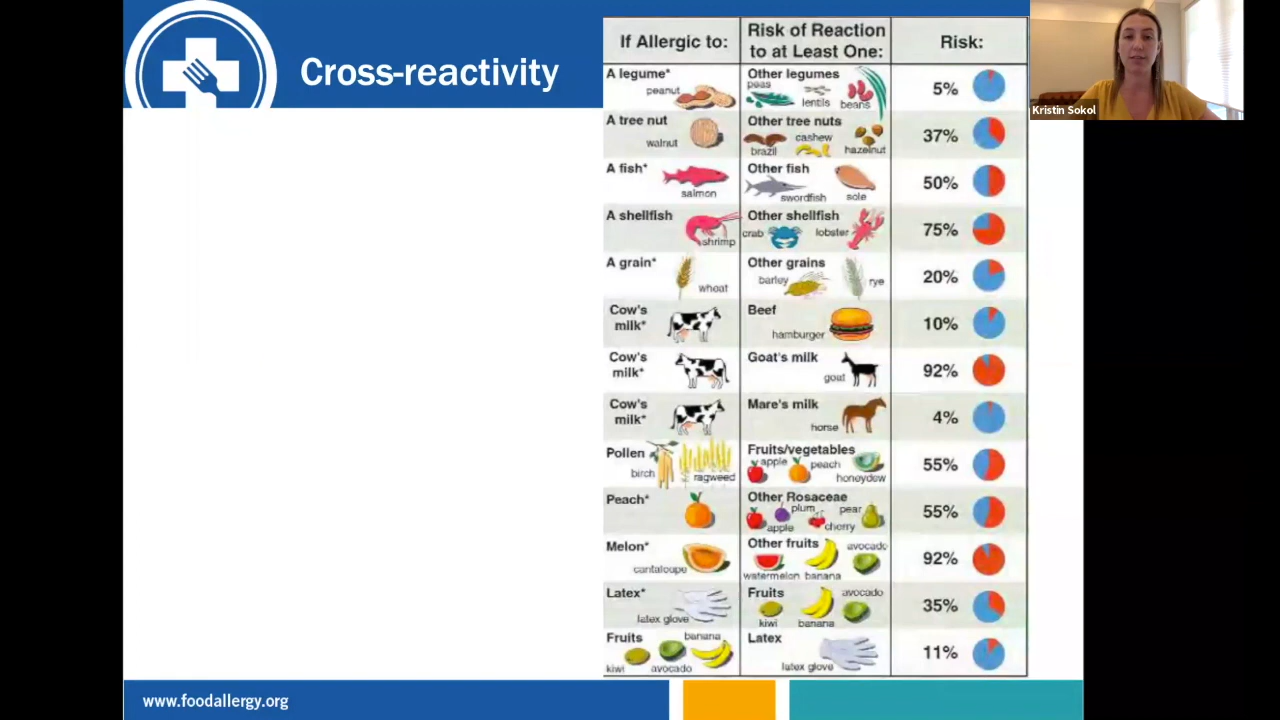 Cross-reactivity
If Allergic to:
Risk of Reaction
to at Least One:
Risk:
A legume*
peanut
Other legumes
peas
lentils
beans
5%
A tree nut
walnut
Other tree nuts
brazil
cashew
hazelnut
37%
A fish*
salmon
Other fish
swordfish
sole
50%
A shellfish
shrimp
Other shellfish
crab
lobster
75%
A grain*
wheat
Other grains
barley
rye
20%
Cow's
milk*
Beef
hamburger
10%
Cow's
milk*
Goat's milk
goat
92%
Cow's
milk*
Mare's milk
horse
4%
Pollen
birch
ragweed
Fruits/vegetables
apple
peach
honeydew
55%
Peach*
Other Rosaceae
apple
plum
cherry
pear
55%
Melon*
cantaloupe
Other fruits
watermelon
banana
avocado
92%
Latex*
latex glove
Fruits
kiwi
banana
avocado
35%
Fruits
kiwi
avocado
banana
Latex
latex glove
11%
Kristin Sokol
www.foodallergy.org